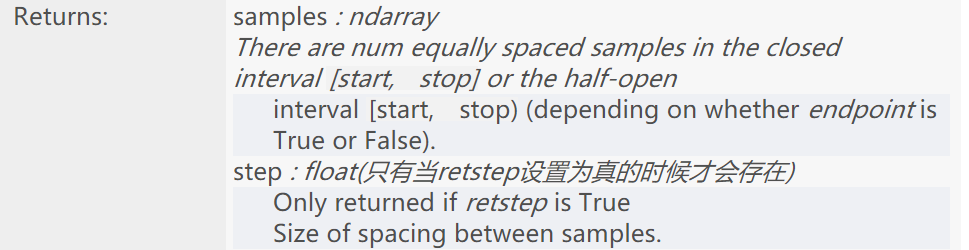 Returns:
samples : ndarray
There are num equally spaced samples in the closed
interval [start, stop] or the half-open
interval [start, stop) (depending on whether endpoint is
True or False).
step : float(只有当retstep设置为真的时候才会存在)
Only returned if retstep is True
Size of spacing between samples.